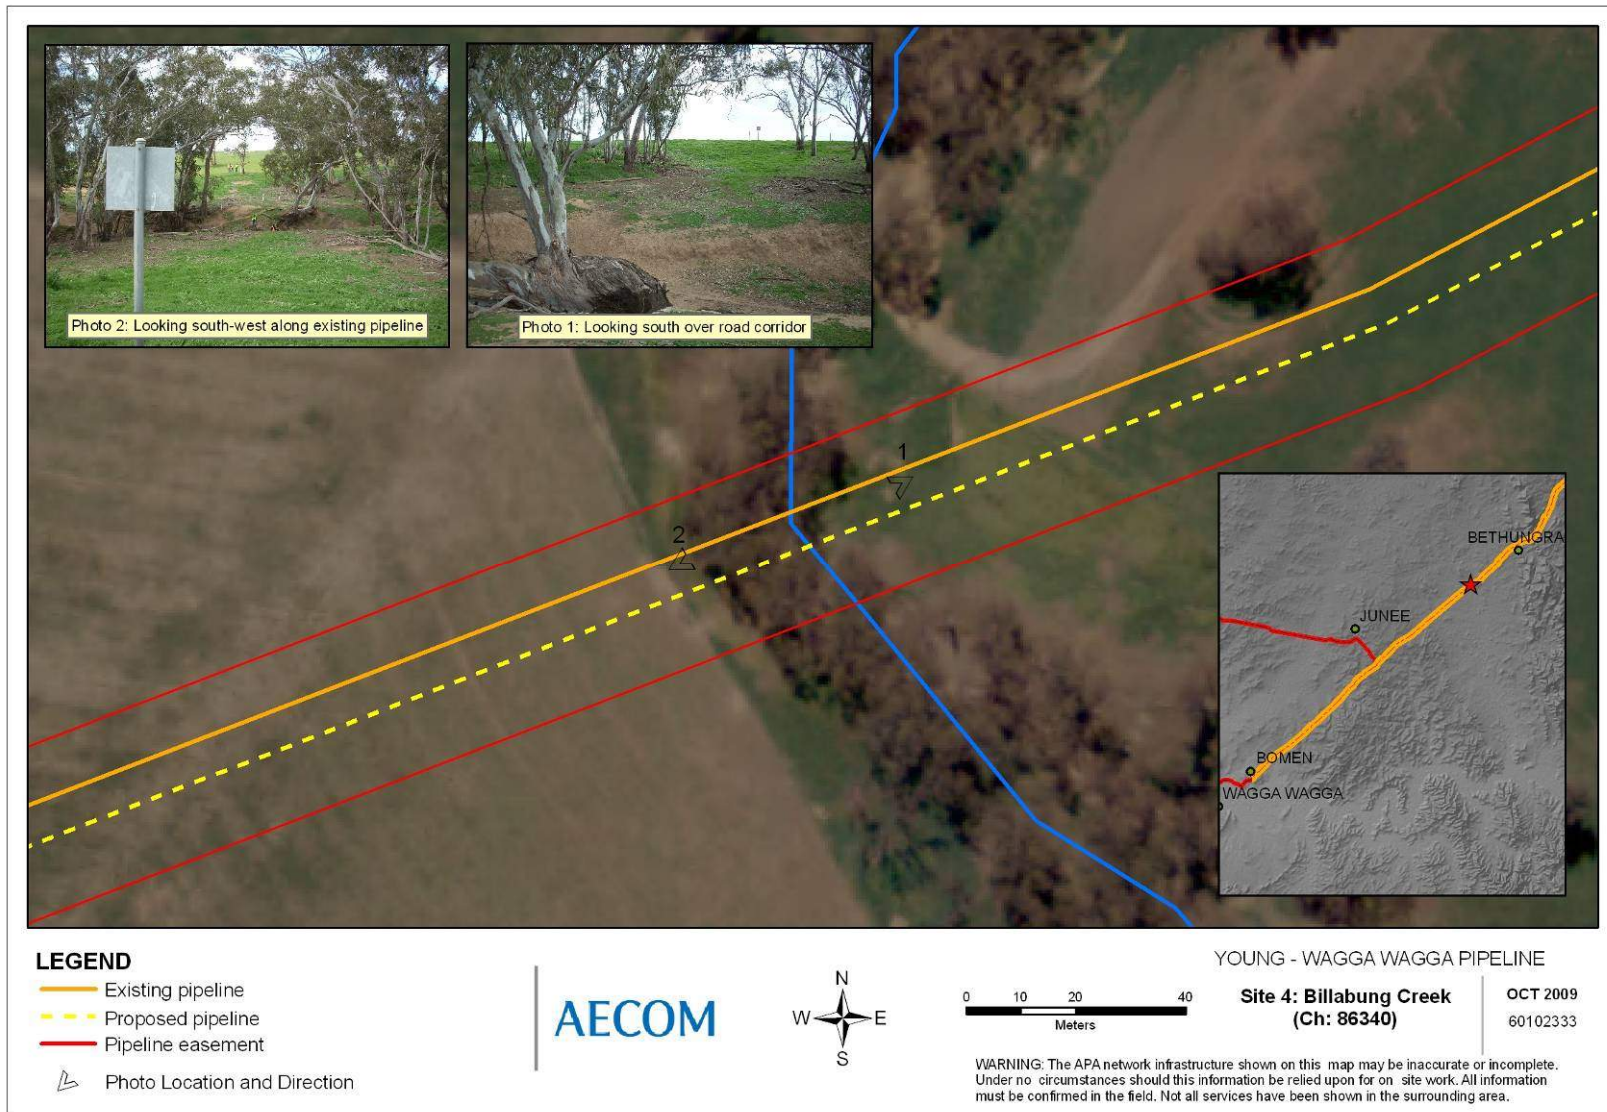 Photo 2: Looking south-west along existing pipeline
Photo 1: Looking south over road corridor
1
2
BETHUNGRA
JUNEE
BOMEN
WAGGA WAGGA
LEGEND
Existing pipeline
Proposed pipeline
Pipeline easement
Photo Location and Direction
AECOM
N
W E
S
0 10 20 40
Meters
YOUNG - WAGGA WAGGA PIPELINE
Site 4: Billabung Creek
(Ch: 86340)
OCT 2009
60102333
WARNING: The APA network infrastructure shown on this map may be inaccurate or incomplete.
Under no circumstances should this information be relied upon for on site work. All information
must be confirmed in the field. Not all services have been shown in the surrounding area.